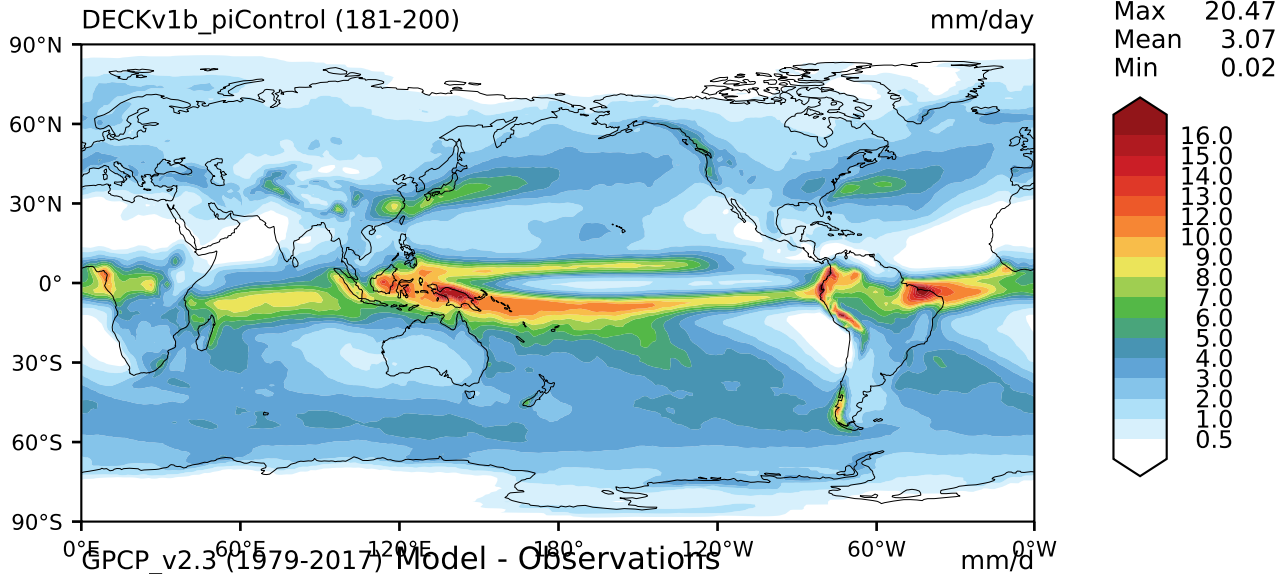 DECKv1b_piControl (181-200) mm/day
Max 20.47
Mean 3.07
Min 0.02
90°N
60°N
30°N
0°
30°S
60°S
90°S
16.0
15.0
14.0
13.0
12.0
10.0
9.0
8.0
7.0
6.0
5.0
4.0
3.0
2.0
1.0
0.5
0°E 60°E 120°E 180° 120°W 60°W 0°W
GPCP_v2.3 (1979-2017) Model - Observations mm/d